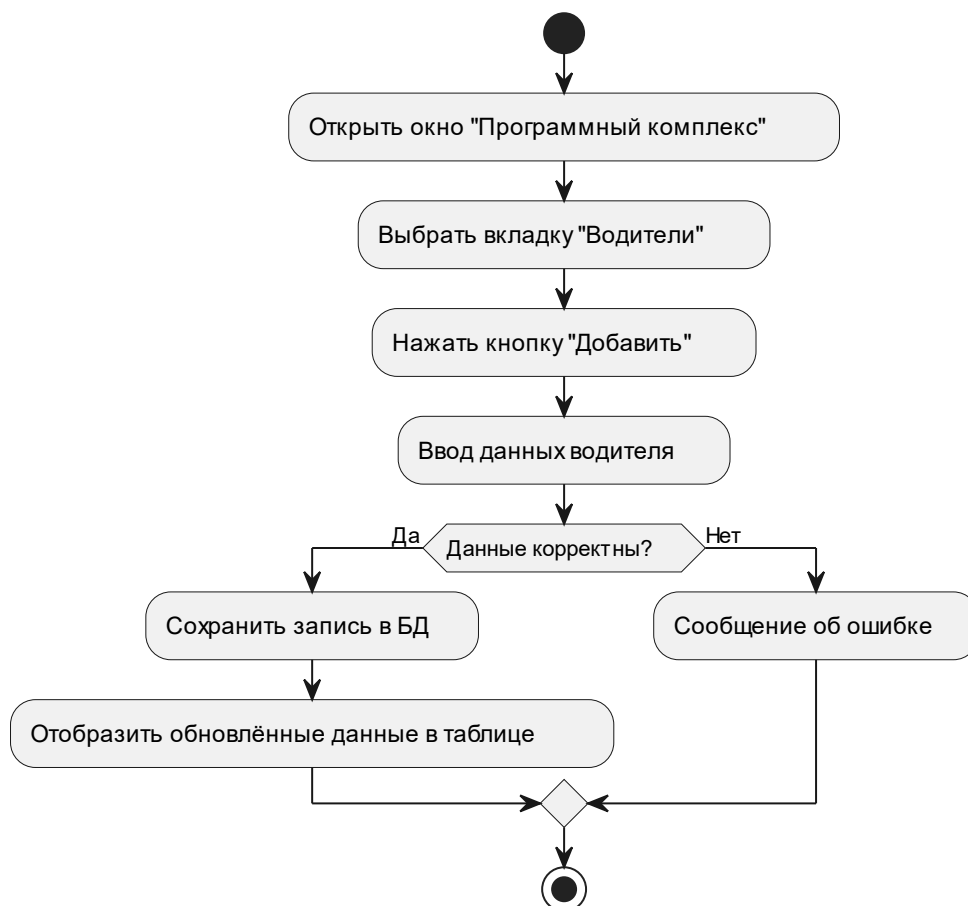 Открыть окно "Программный комплекс"
Выбрать вкладку "Водители"
Нажать кнопку "Добавить"
Ввод данных водителя
Да
Данные корректны?
Нет
Сохранить запись в БД
Сообщение об ошибке
Отобразить обновлённые данные в таблице